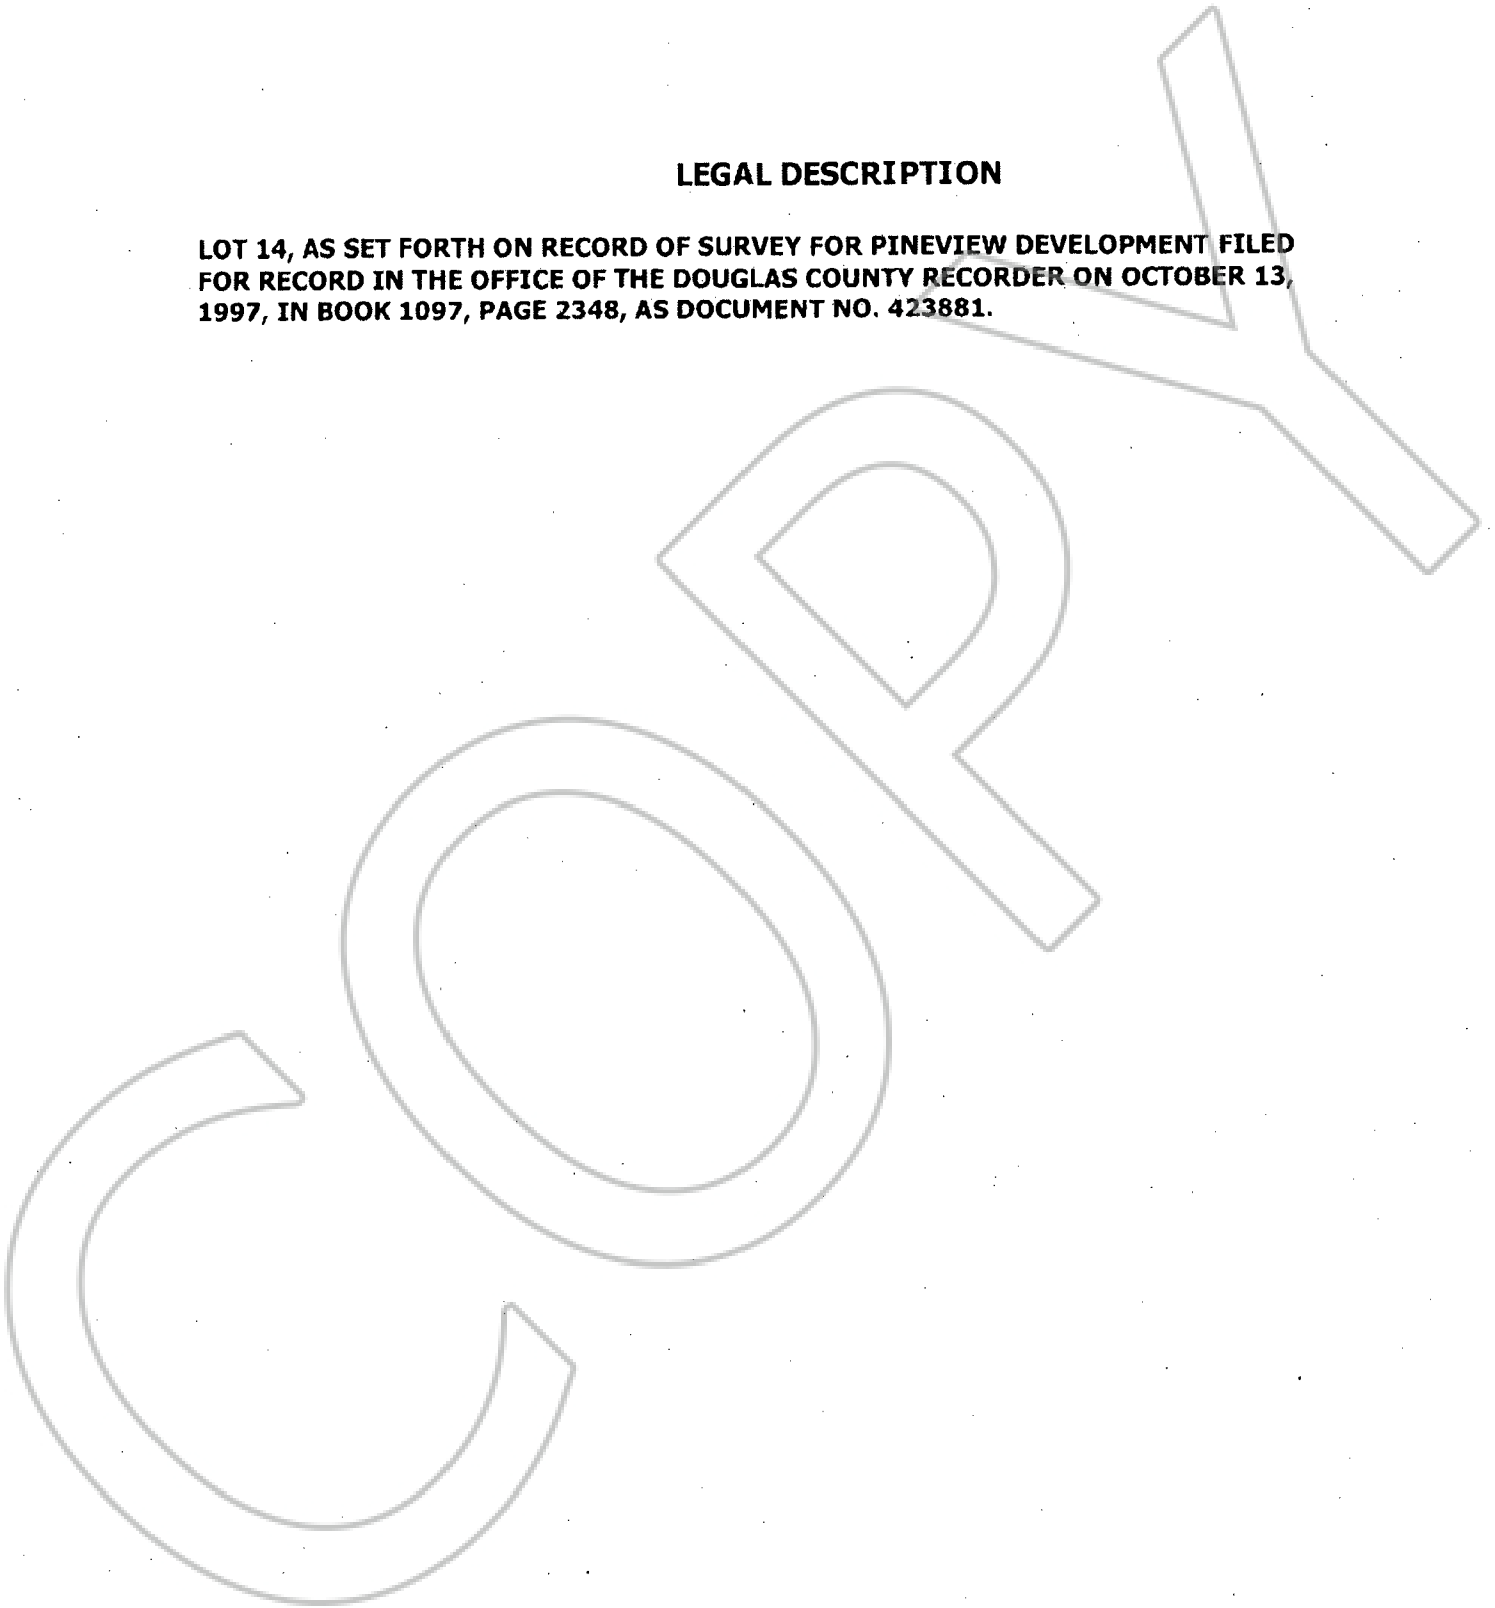 LEGAL DESCRIPTION
LOT 14, AS SET FORTH ON RECORD OF SURVEY FOR PINEVIEW DEVELOPMENT FILED
FOR RECORD IN THE OFFICE OF THE DOUGLAS COUNTY RECORDER ON OCTOBER 13,
1997, IN BOOK 1097, PAGE 2348, AS DOCUMENT NO. 423881.
COPY